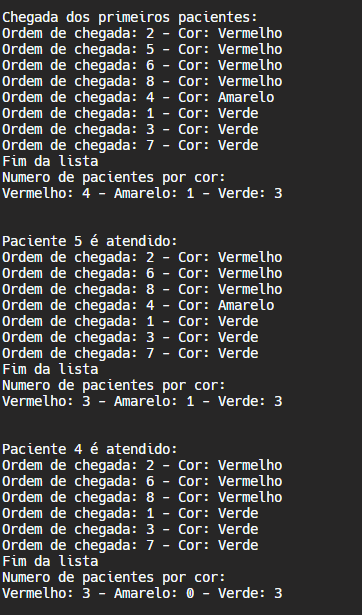 Chegada dos primeiros pacientes:
Ordem de chegada: 2 - Cor: Vermelho
Ordem de chegada: 5 - Cor: Vermelho
Ordem de chegada: 6 - Cor: Vermelho
Ordem de chegada: 8 - Cor: Vermelho
Ordem de chegada: 4 - Cor: Amarelo
Ordem de chegada: 1 - Cor: Verde
Ordem de chegada: 3 - Cor: Verde
Ordem de chegada: 7 - Cor: Verde
Fim da lista
Numero de pacientes por cor:
Vermelho: 4 - Amarelo: 1 - Verde: 3
Paciente 5 é atendido:
Ordem de chegada: 2 - Cor: Vermelho
Ordem de chegada: 6 - Cor: Vermelho
Ordem de chegada: 8 - Cor: Vermelho
Ordem de chegada: 4 - Cor: Amarelo
Ordem de chegada: 1 - Cor: Verde
Ordem de chegada: 3 - Cor: Verde
Ordem de chegada: 7 - Cor: Verde
Fim da lista
Numero de pacientes por cor:
Vermelho: 3 - Amarelo: 1 - Verde: 3
Paciente 4 é atendido:
Ordem de chegada: 2 - Cor: Vermelho
Ordem de chegada: 6 - Cor: Vermelho
Ordem de chegada: 8 - Cor: Vermelho
Ordem de chegada: 1 - Cor: Verde
Ordem de chegada: 3 - Cor: Verde
Ordem de chegada: 7 - Cor: Verde
Fim da lista
Numero de pacientes por cor:
Vermelho: 3 - Amarelo: 0 - Verde: 3